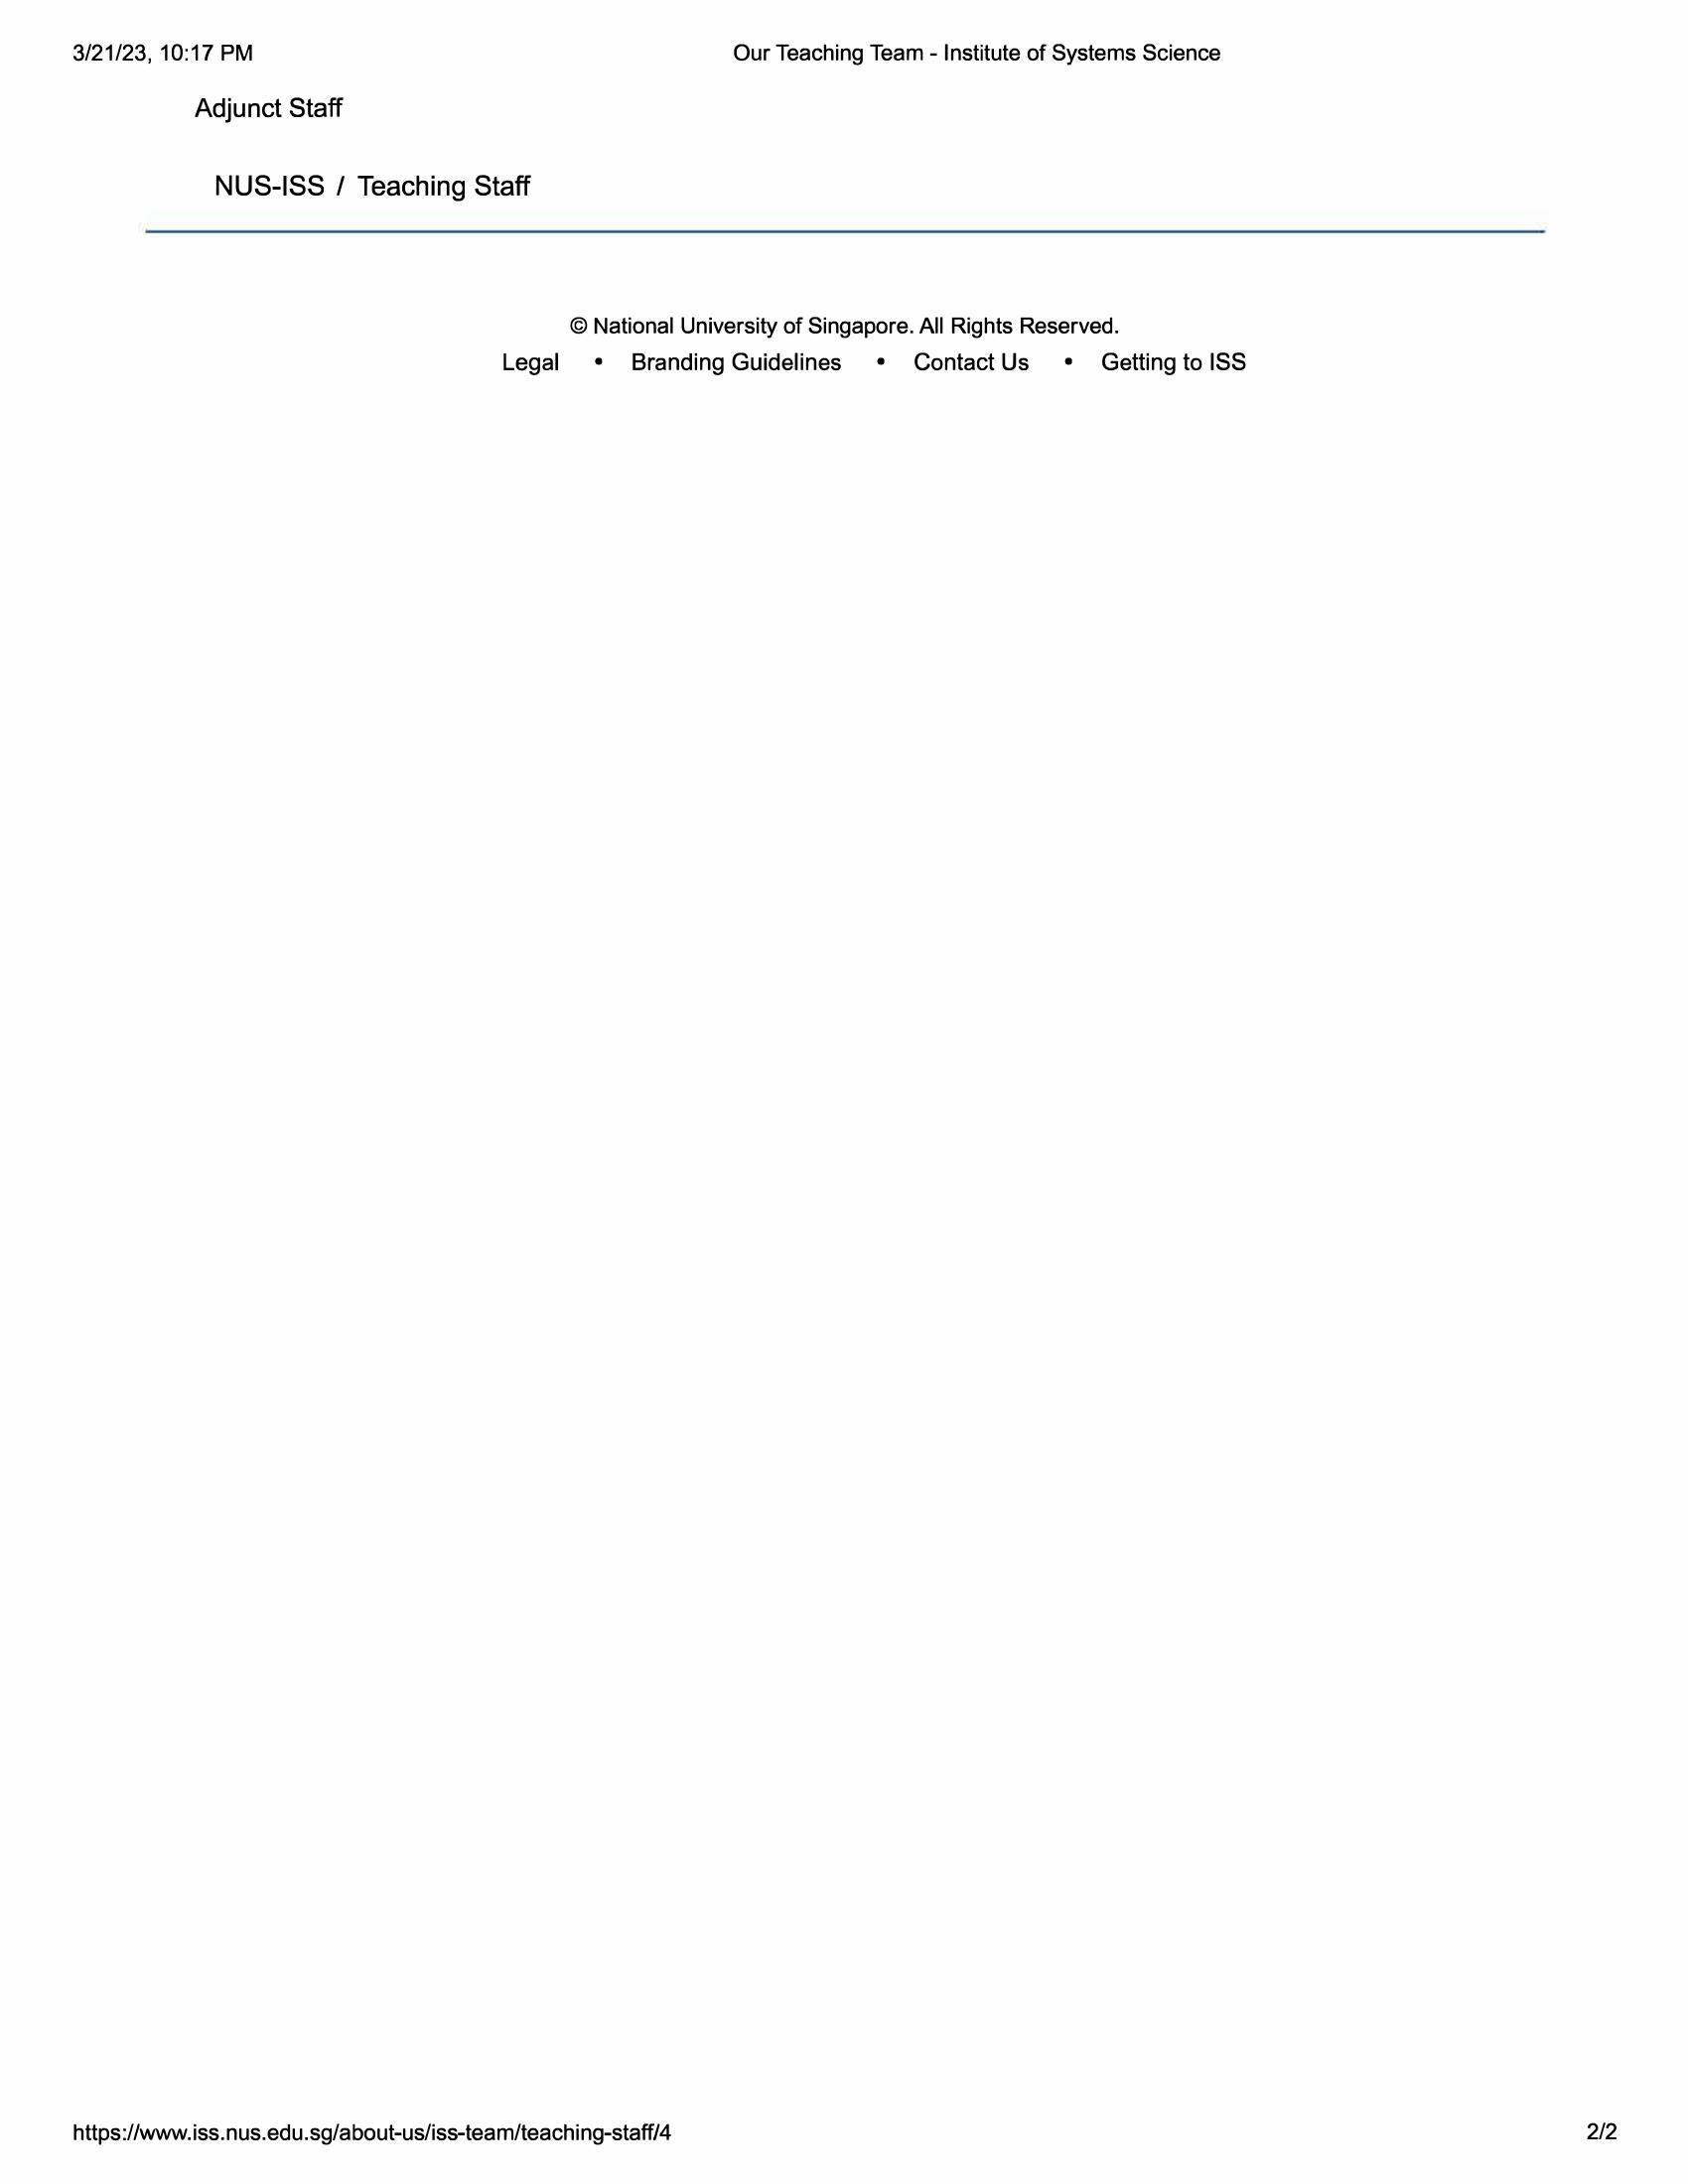 3/21/23, 10:17 PM Our Teaching Team - Institute of Systems Science
Adjunct Staff
NUS-ISS / Teaching Staff
© National University of Singapore. All Rights Reserved.
Legal • Branding Guidelines • Contact Us • Getting to ISS
https://www.iss.nus.edu.sg/about-us/iss-team/teaching-staff/4 2/2